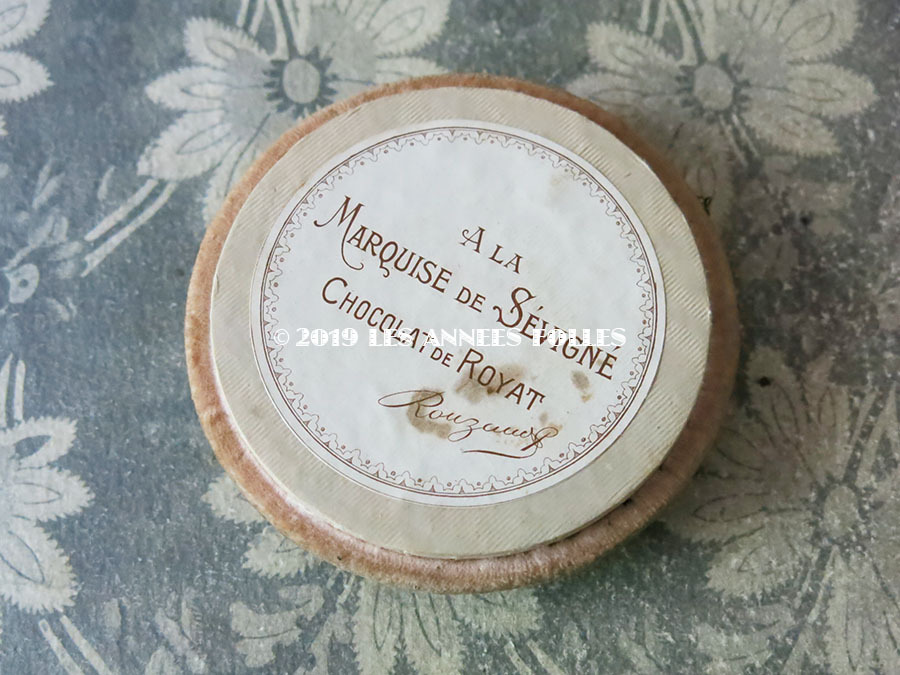 A LA
MARQUISE DE SÉVIGNÉ
CHOCOLAT DE ROYAT
Rouzaud
© 2019 LES ANNEES FOLLES